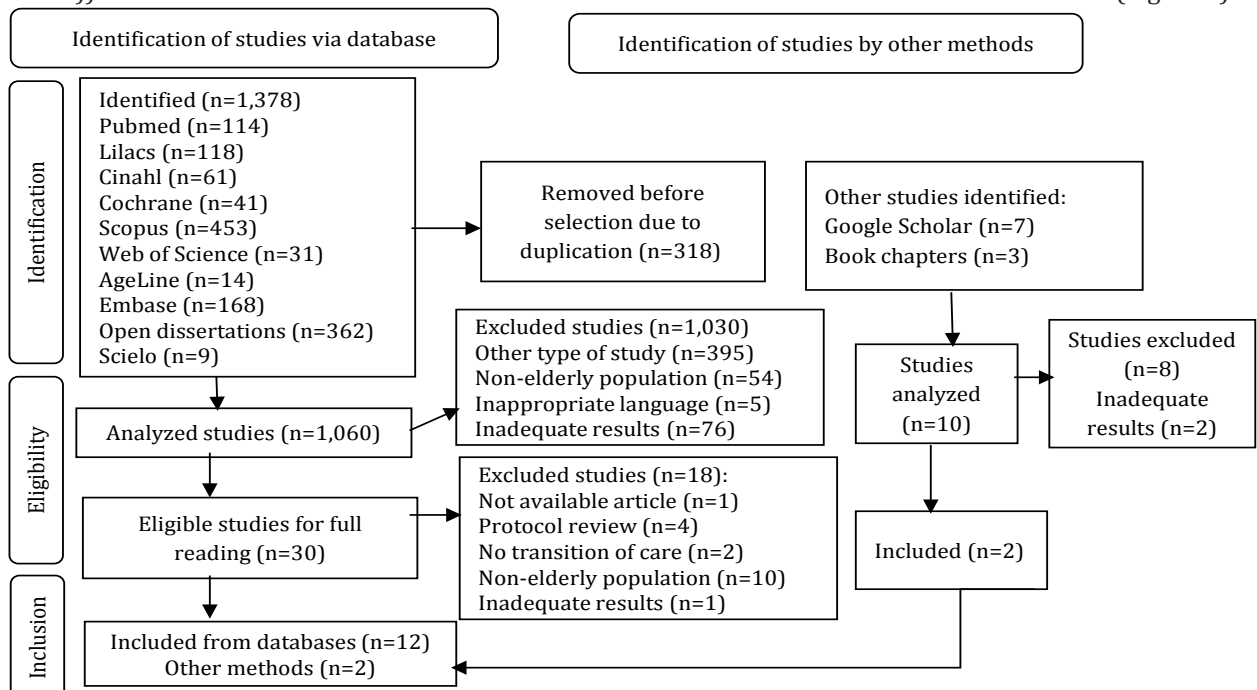 Identification of studies via database
Identification of studies by other methods
Identification
Identified (n=1,378)
Pubmed (n=114)
Lilacs (n=118)
Cinahl (n=61)
Cochrane (n=41)
Scopus (n=453)
Web of Science (n=31)
AgeLine (n=14)
Embase (n=168)
Open dissertations (n=362)
Scielo (n=9)
Removed before
selection due to
duplication (n=318)
Other studies identified:
Google Scholar (n=7)
Book chapters (n=3)
Eligibility
Analyzed studies (n=1,060)
Excluded studies (n=1,030)
Other type of study (n=395)
Non-elderly population (n=54)
Inappropriate language (n=5)
Inadequate results (n=76)
Studies
analyzed
(n=10)
Studies excluded
(n=8)
Inadequate
results (n=2)
Eligible studies for full
reading (n=30)
Excluded studies (n=18):
Not available article (n=1)
Protocol review (n=4)
No transition of care (n=2)
Non-elderly population (n=10)
Inadequate results (n=1)
Included (n=2)
Inclusion
Included from databases (n=12)
Other methods (n=2)